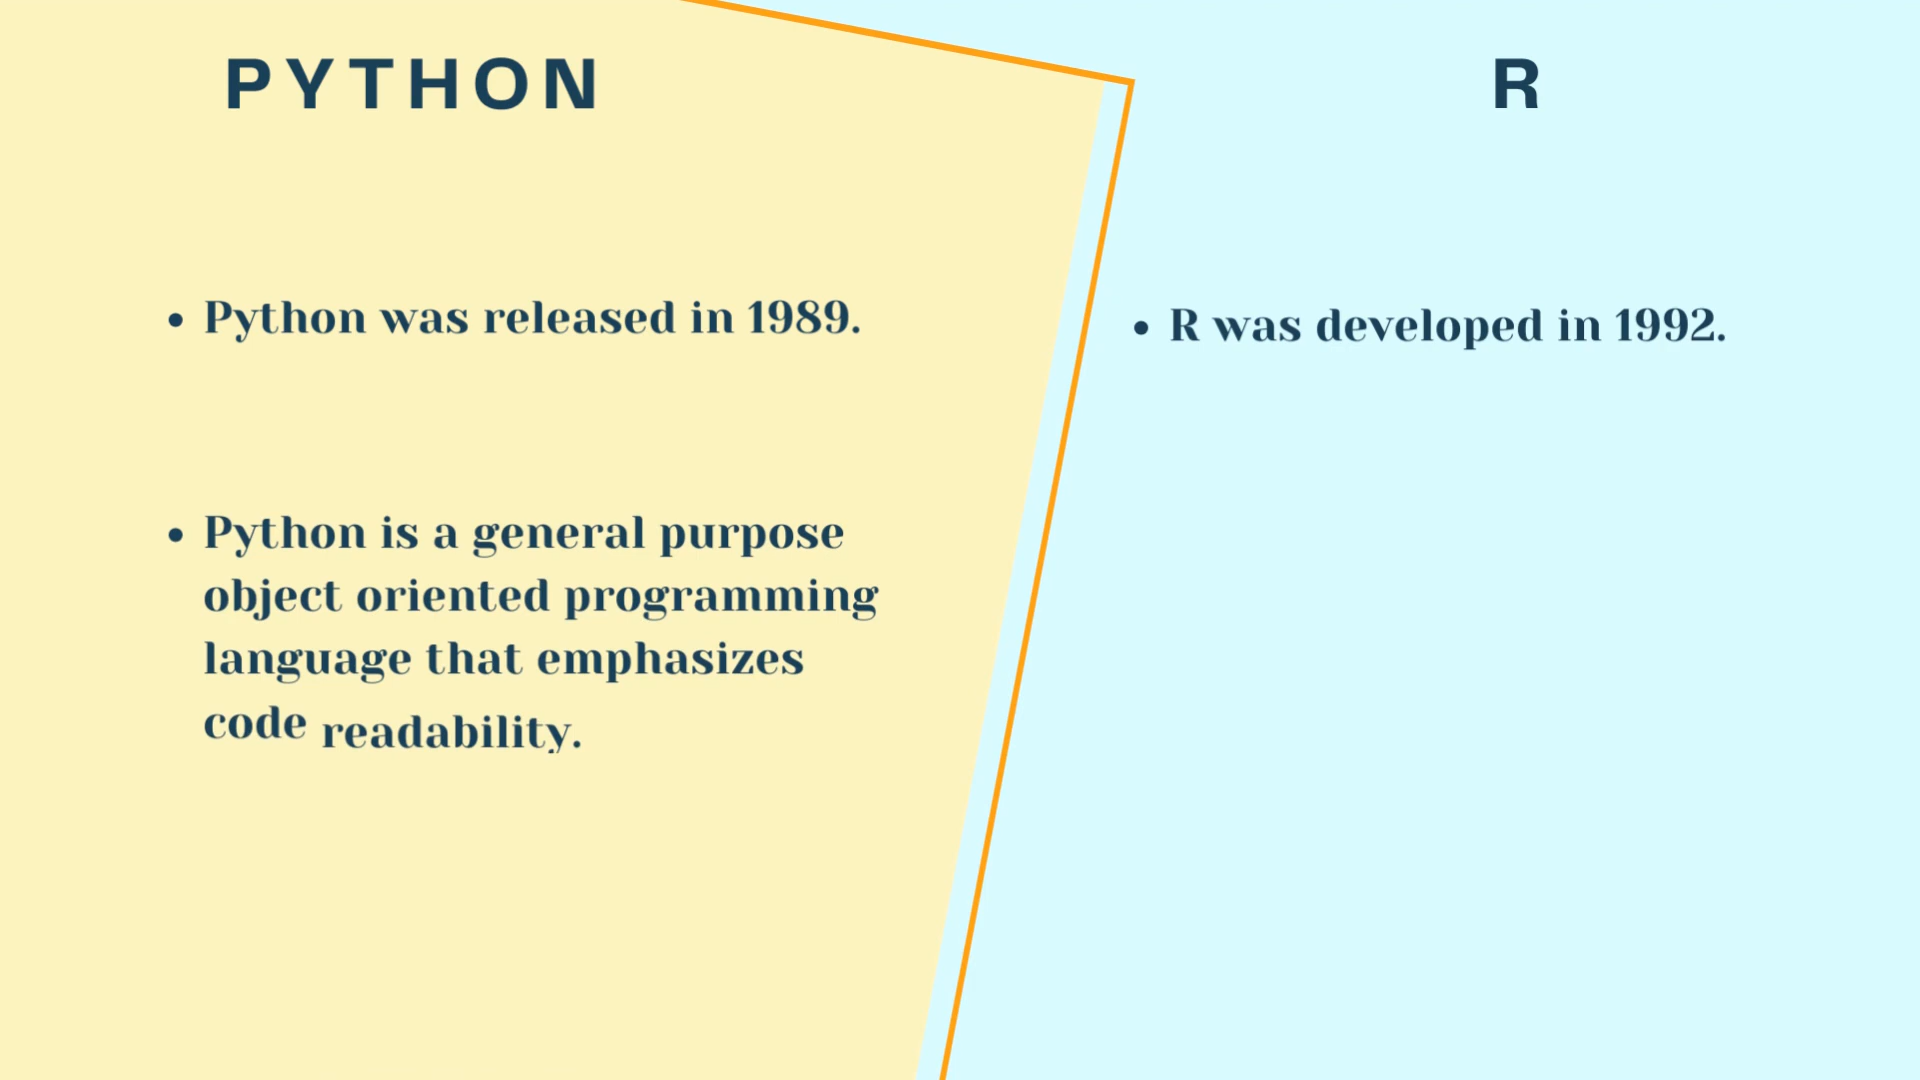 PYTHON
• Python was released in 1989.
• Python is a general purpose
object oriented programming
language that emphasizes
code readability.
R
• R was developed in 1992.